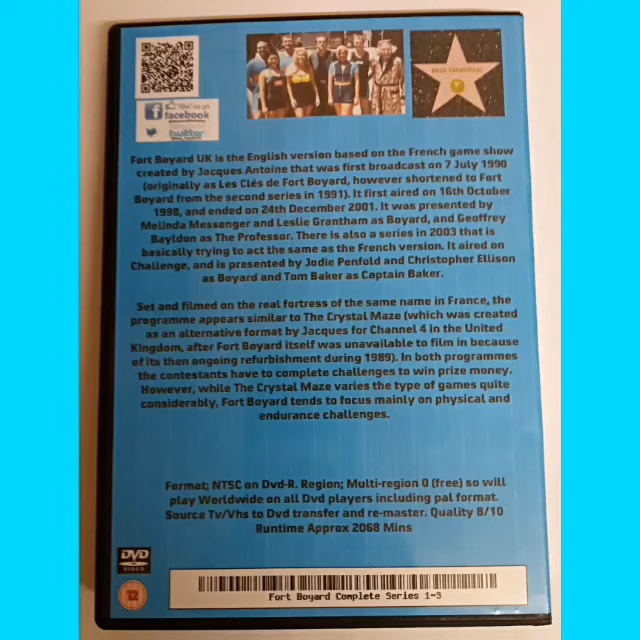 "Like" us on
facebook
twitter
Fort Boyard UK is the English version based on the French game show
created by Jacques Antoine that was first broadcast on 7 July 1990
(originally as Les Clés de Fort Boyard, however shortened to Fort
Boyard from the second series in 1991). It first aired on 16th October
1998, and ended on 24th December 2001. It was presented by
Melinda Messenger and Leslie Grantham as Boyard, and Geoffrey
Bayldon as The Professor. There is also a series in 2003 that is
basically trying to act the same as the French version. It aired on
Challenge, and is presented by Jodie Penfold and Christopher Ellison
as Boyard and Tom Baker as Captain Baker.
Set and filmed on the real fortress of the same name in France, the
programme appears similar to The Crystal Maze (which was created
as an alternative format by Jacques for Channel 4 in the United
Kingdom, after Fort Boyard itself was unavailable to film in because
of its then ongoing refurbishment during 1989). In both programmes
the contestants have to complete challenges to win prize money.
However, while The Crystal Maze varies the type of games quite
considerably, Fort Boyard tends to focus mainly on physical and
endurance challenges.
Format; NTSC on Dvd-R. Region; Multi-region 0 (free) so will
play Worldwide on all Dvd players including pal format.
Source Tv/Vhs to Dvd transfer and re-master. Quality 8/10
Runtime Approx 2068 Mins
DVD
VIDEO
12
Fort Boyard Complete Series 1-3